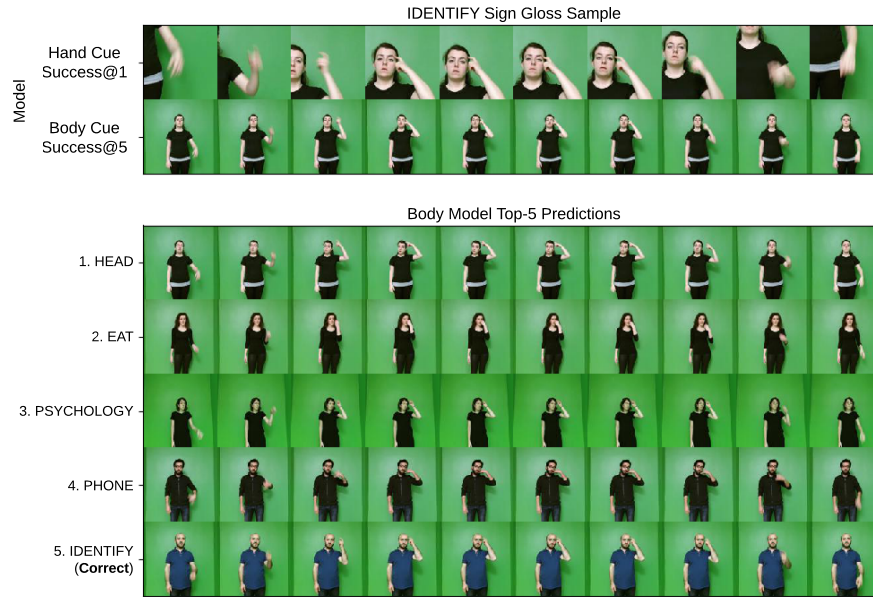 IDENTIFY Sign Gloss Sample
Model
Hand Cue
Success@1
Body Cue
Success@5
Body Model Top-5 Predictions
1. HEAD
2. EAT
3. PSYCHOLOGY
4. PHONE
5. IDENTIFY
(Correct)